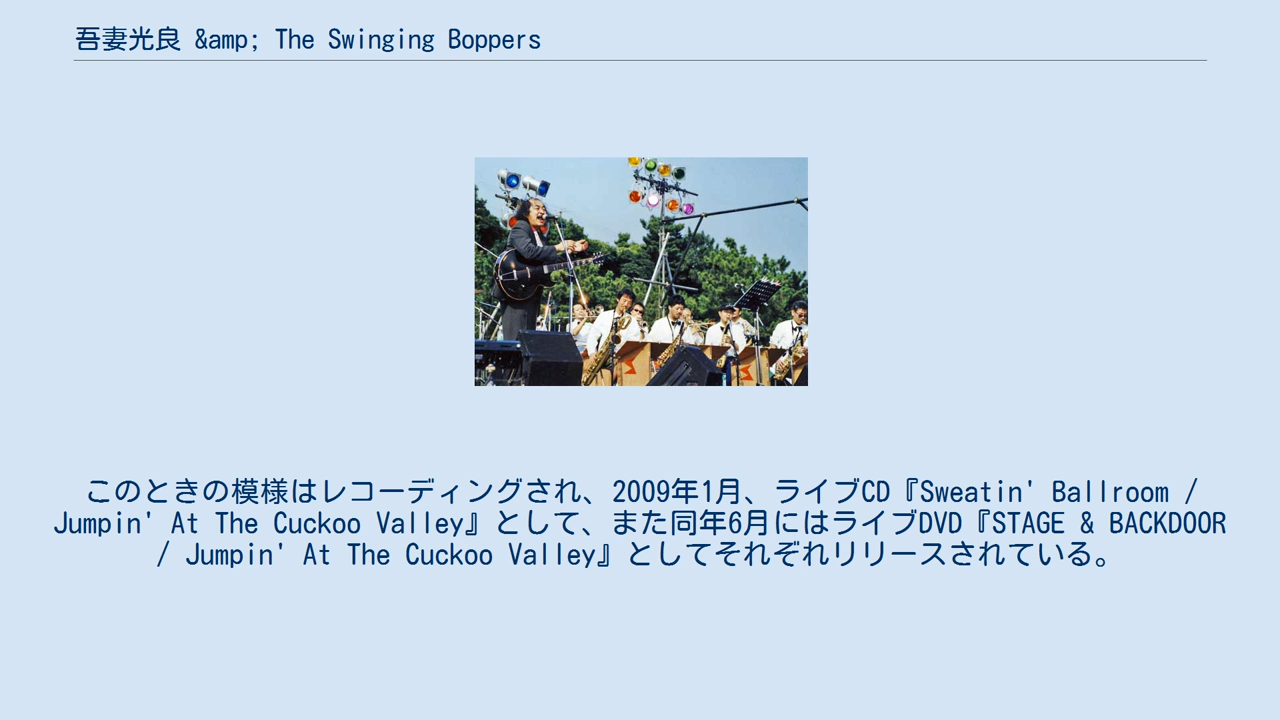 吾妻光良 &amp; The Swinging Boppers
このときの模様はレコーディングされ、2009年1月、ライブCD『Sweatin' Ballroom /
Jumpin' At The Cuckoo Valley』として、また同年6月にはライブDVD『STAGE & BACKDOOR
/ Jumpin' At The Cuckoo Valley』としてそれぞれリリースされている。